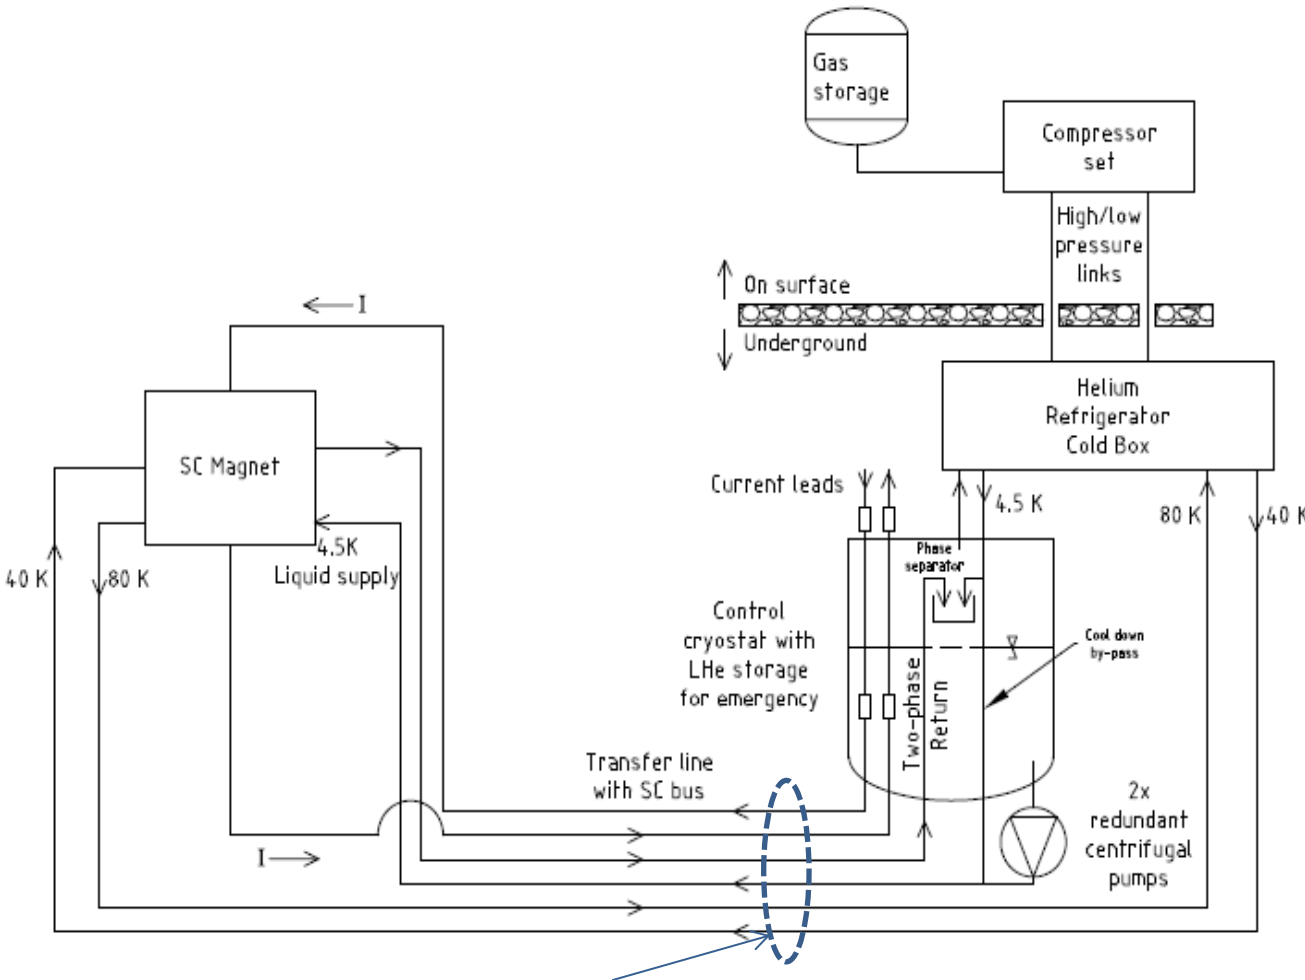 Gas
storage
Compressor
set
High/low
pressure
links
On surface
Underground
I
Helium
Refrigerator
Cold Box
SC Magnet
Current leads
4.5 K
80 K
40 K
Phase
separator
4.5K
Liquid supply
40 K
80 K
Control
cryostat with
LHe storage
for emergency
Cool down
by-pass
Two-phase
Return
Transfer line
with SC bus
2x
redundant
centrifugal
pumps
I